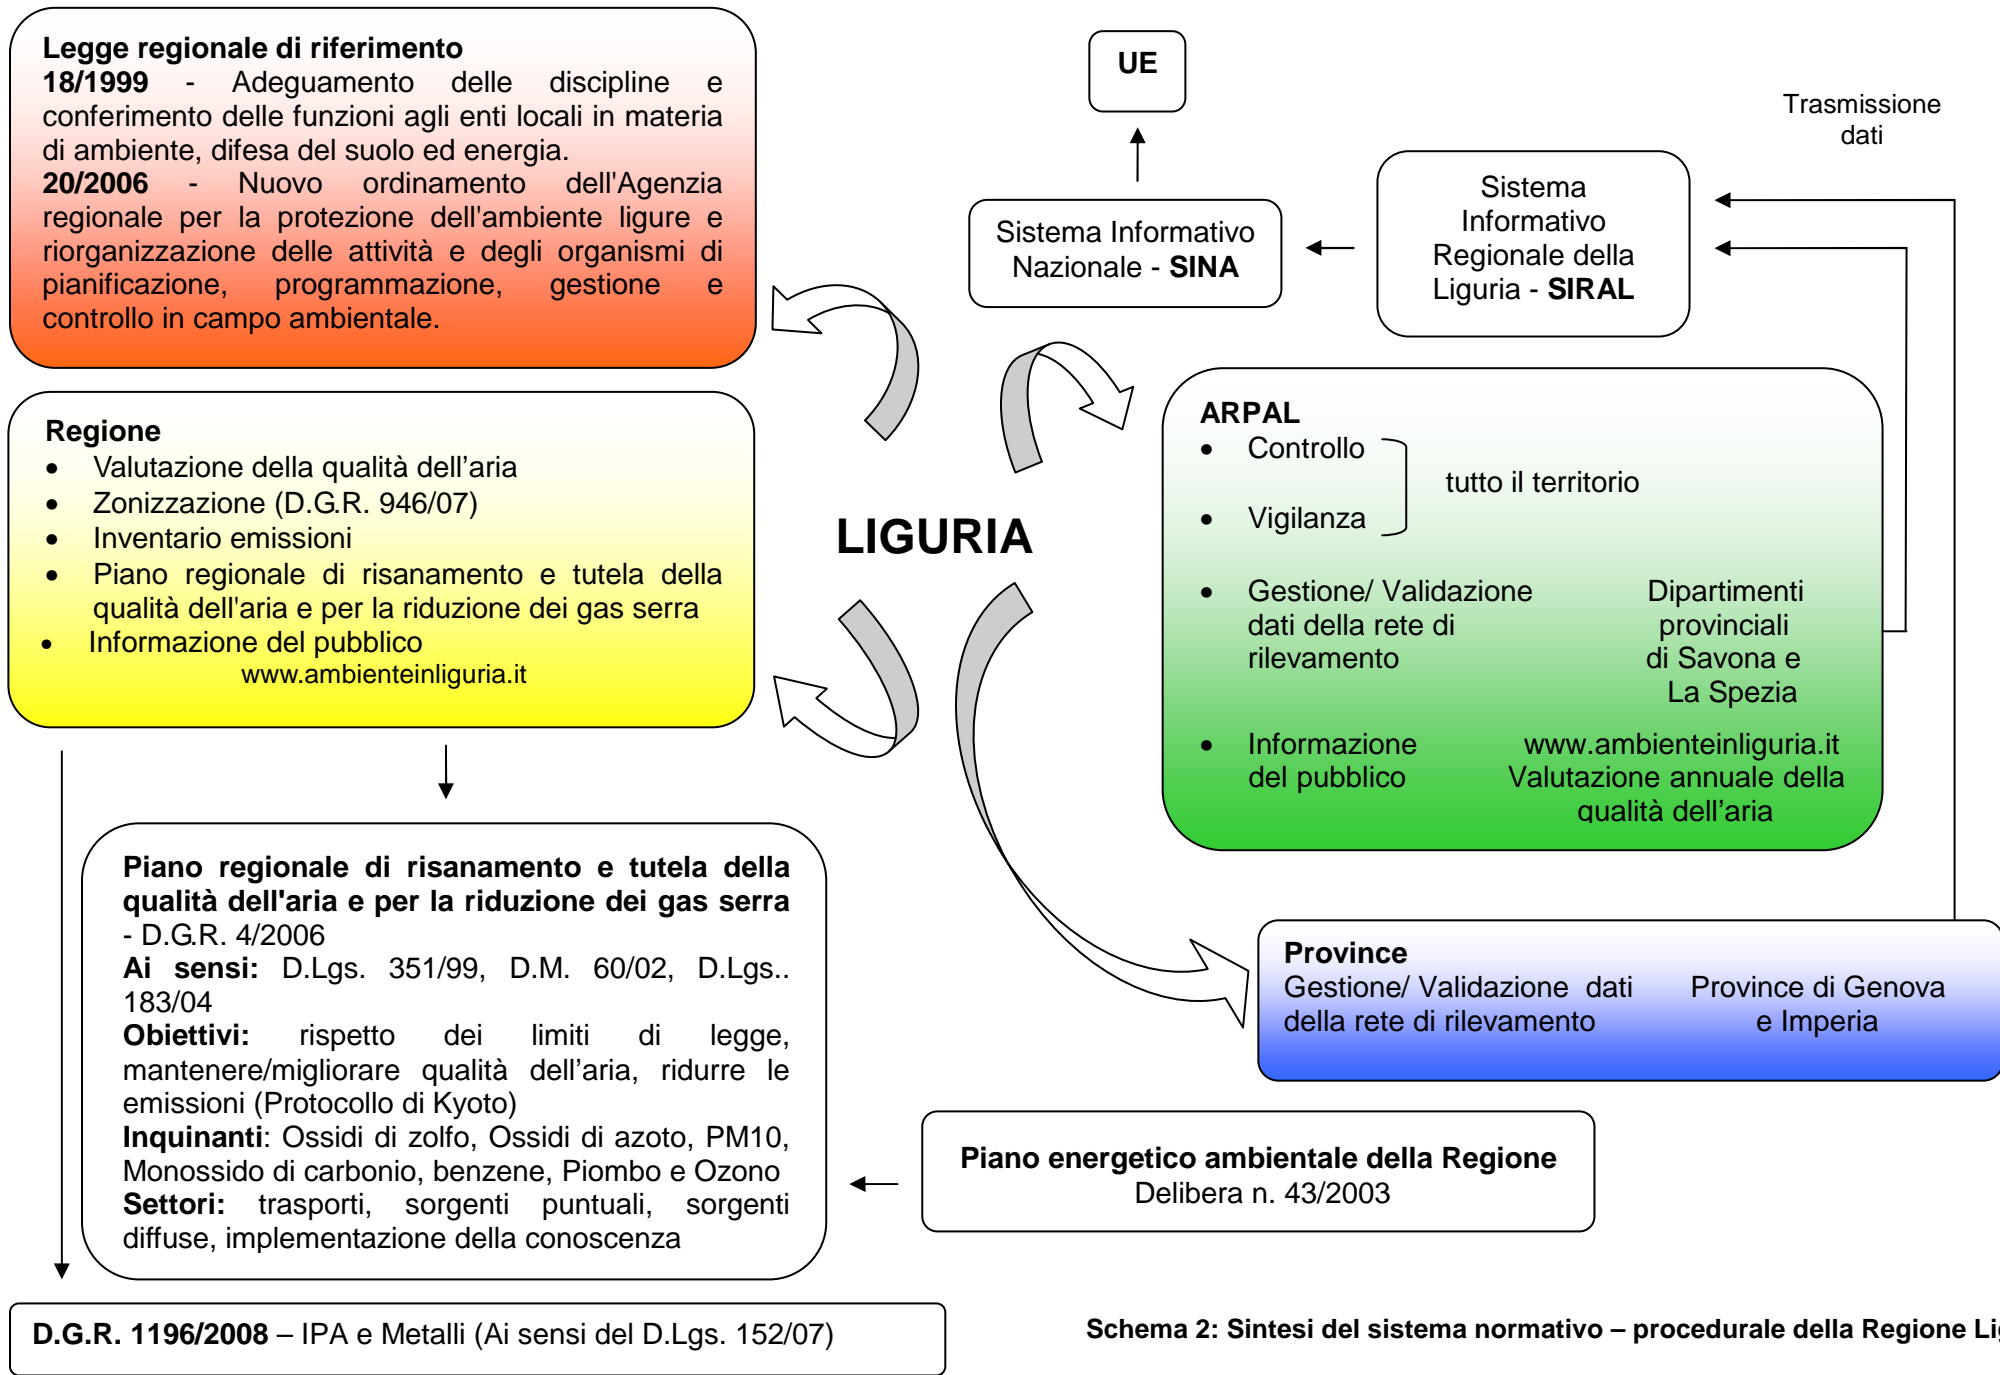 Legge regionale di riferimento
18/1999 - Adeguamento delle discipline e
conferimento delle funzioni agli enti locali in materia
di ambiente, difesa del suolo ed energia.
20/2006 - Nuovo ordinamento dell'Agenzia
regionale per la protezione dell'ambiente ligure e
riorganizzazione delle attività e degli organismi di
pianificazione, programmazione, gestione e
controllo in campo ambientale.
UE
Trasmissione
dati
Sistema Informativo
Nazionale - SINA
Sistema
Informativo
Regionale della
Liguria - SIRAL
Regione
• Valutazione della qualità dell’aria
• Zonizzazione (D.G.R. 946/07)
• Inventario emissioni
• Piano regionale di risanamento e tutela della
qualità dell'aria e per la riduzione dei gas serra
• Informazione del pubblico
www.ambienteinliguria.it
LIGURIA
ARPAL
• Controllo
tutto il territorio
• Vigilanza
• Gestione/ Validazione
dati della rete di
rilevamento
Dipartimenti
provinciali
di Savona e
La Spezia
• Informazione
del pubblico
www.ambienteinliguria.it
Valutazione annuale della
qualità dell’aria
Piano regionale di risanamento e tutela della
qualità dell'aria e per la riduzione dei gas serra
- D.G.R. 4/2006
Ai sensi: D.Lgs. 351/99, D.M. 60/02, D.Lgs..
183/04
Obiettivi: rispetto dei limiti di legge,
mantenere/migliorare qualità dell’aria, ridurre le
emissioni (Protocollo di Kyoto)
Inquinanti: Ossidi di zolfo, Ossidi di azoto, PM10,
Monossido di carbonio, benzene, Piombo e Ozono
Settori: trasporti, sorgenti puntuali, sorgenti
diffuse, implementazione della conoscenza
Province
Gestione/ Validazione dati
della rete di rilevamento
Province di Genova
e Imperia
Piano energetico ambientale della Regione
Delibera n. 43/2003
D.G.R. 1196/2008 – IPA e Metalli (Ai sensi del D.Lgs. 152/07)
Schema 2: Sintesi del sistema normativo – procedurale della Regione Lig